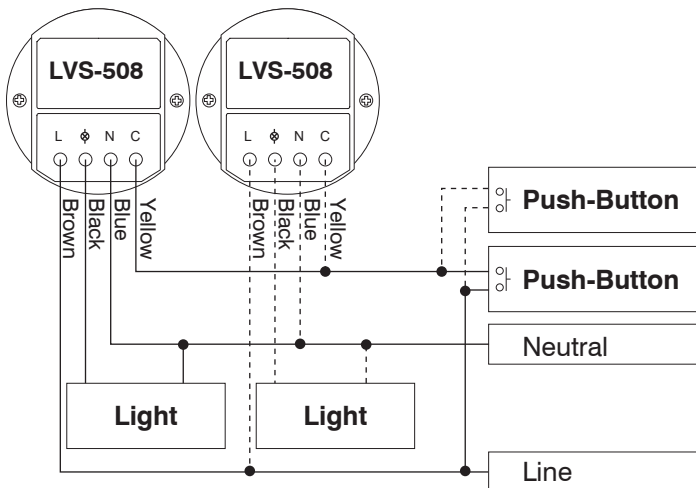 LVS-508
LVS-508
L N C
L N C
Brown
Black
Blue
Yellow
Brown
Black
Blue
Yellow
Push-Button
Push-Button
Neutral
Light
Light
Line